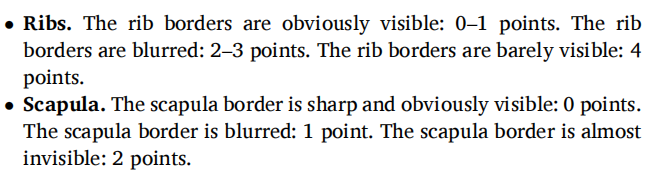 • Ribs. The rib borders are obviously visible: 0–1 points. The rib
borders are blurred: 2–3 points. The rib borders are barely visible: 4
points.
• Scapula. The scapula border is sharp and obviously visible: 0 points.
The scapula border is blurred: 1 point. The scapula border is almost
invisible: 2 points.